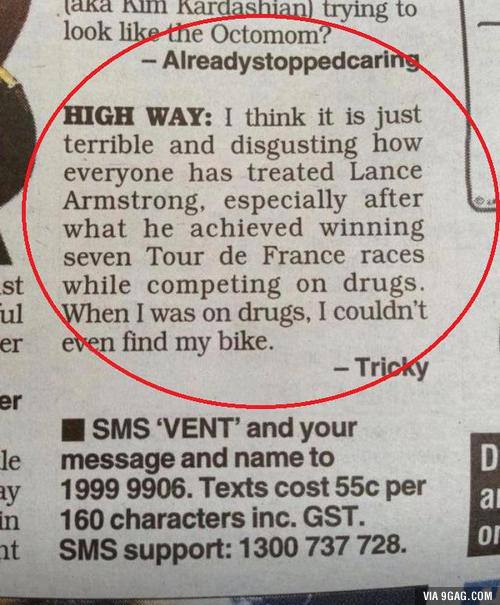 (aka Kim Kardashian) trying to
look like the Octomom?
– Alreadystoppedcaring
HIGH WAY: I think it is just
terrible and disgusting how
everyone has treated Lance
Armstrong, especially after
what he achieved winning
seven Tour de France races
while competing on drugs.
When I was on drugs, I couldn't
even find my bike.
– Tricky
■ SMS 'VENT' and your
message and name to
1999 9906. Texts cost 55c per
160 characters inc. GST.
SMS support: 1300 737 728.
st
ul
er
er
le
ay
in
nt
D
a
o
VIA 9GAG.COM